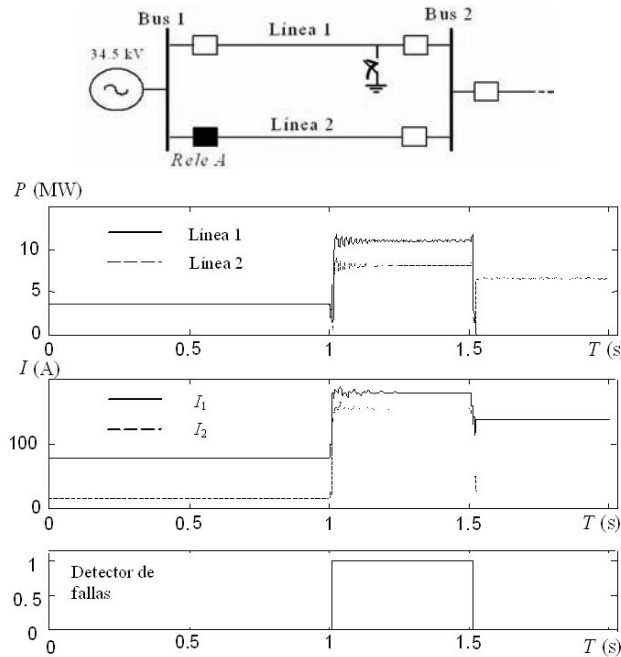 Bus 1
Bus 2
Línea 1
34.5 kV
Línea 2
Rele A
P (MW)
Línea 1
Línea 2
10
5
0
0
0.5
1
1.5
T (s)
I (A)
I1
I2
100
0
0
0.5
1
1.5
T (s)
1
0.5
0
Detector de
fallas
0
0.5
1
1.5
T (s)